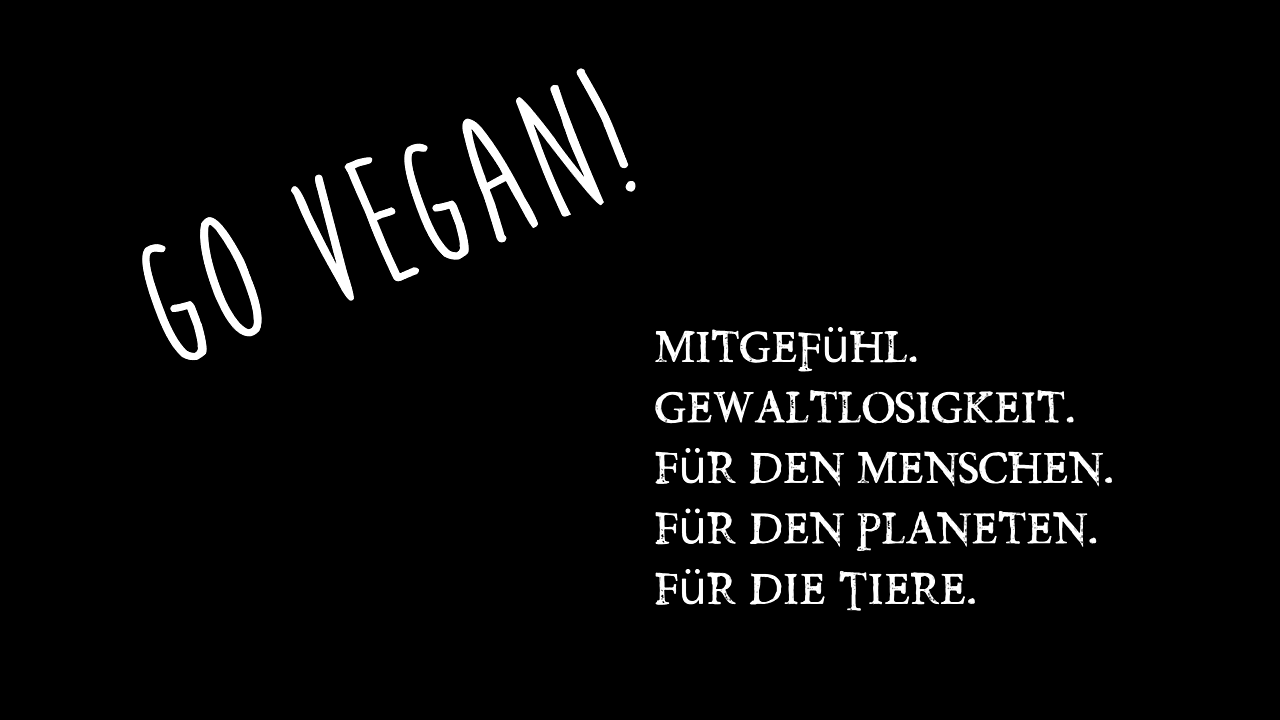 GO VEGAN!
MITGEFÜHL.
GEWALTLOSIGKEIT.
FÜR DEN MENSCHEN.
FÜR DEN PLANETEN.
FÜR DIE TIERE.